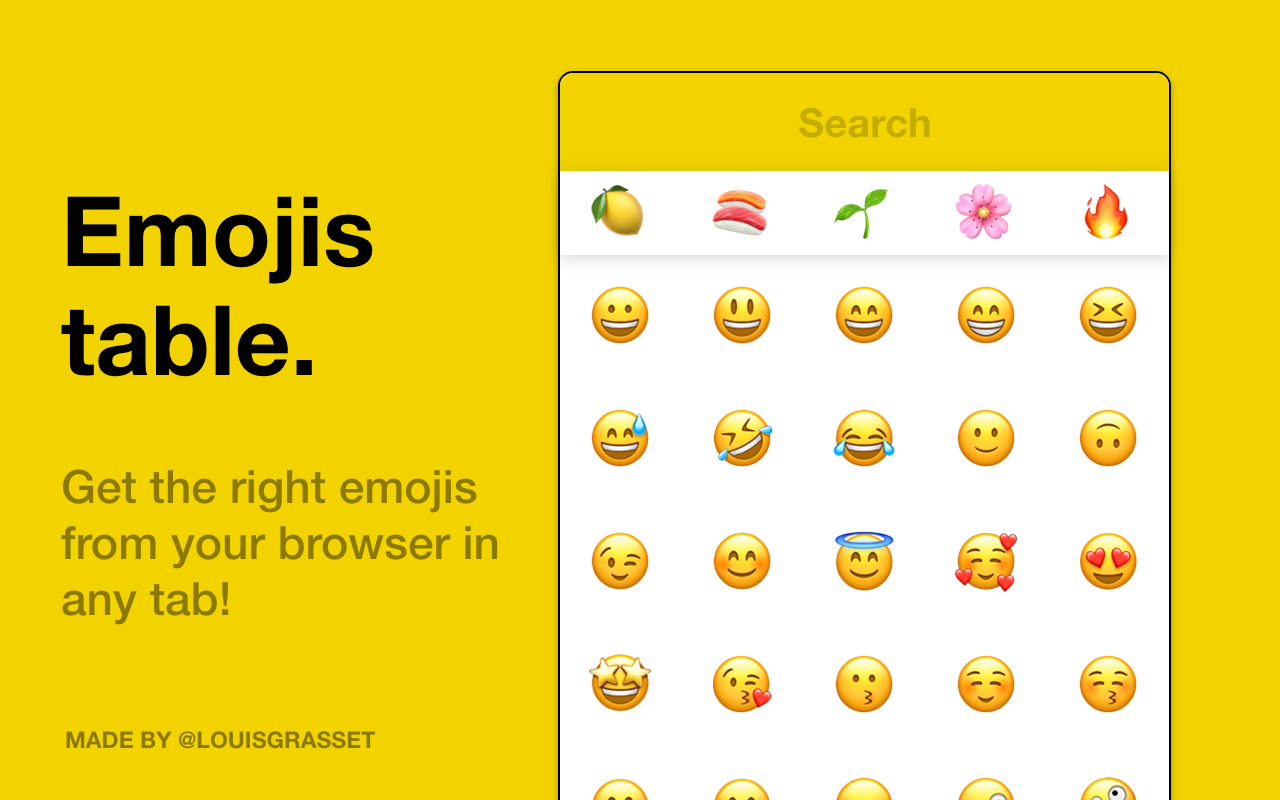 Emojis
table.
Get the right emojis
from your browser in
any tab!
MADE BY @LOUISGRASSET
Search